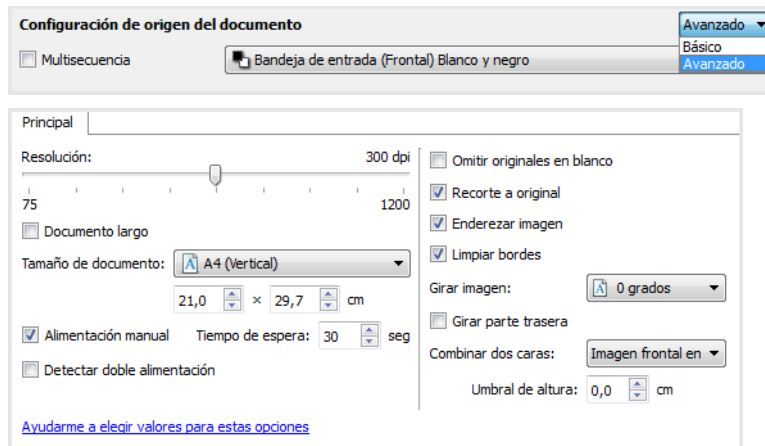 Configuración de origen del documento
Avanzado
Básico
Avanzado
Multisecuencia
Bandeja de entrada (Frontal) Blanco y negro
Principal
Resolución: 300 dpi
75 1200
Documento largo
Tamaño de documento: A4 (Vertical)
21,0 × 29,7 cm
Alimentación manual Tiempo de espera: 30 seg
Detectar doble alimentación
Ayudarme a elegir valores para estas opciones
Omitir originales en blanco
Recorte a original
Enderezar imagen
Limpiar bordes
Girar imagen: 0 grados
Girar parte trasera
Combinar dos caras: Imagen frontal en
Umbral de altura: 0,0 cm